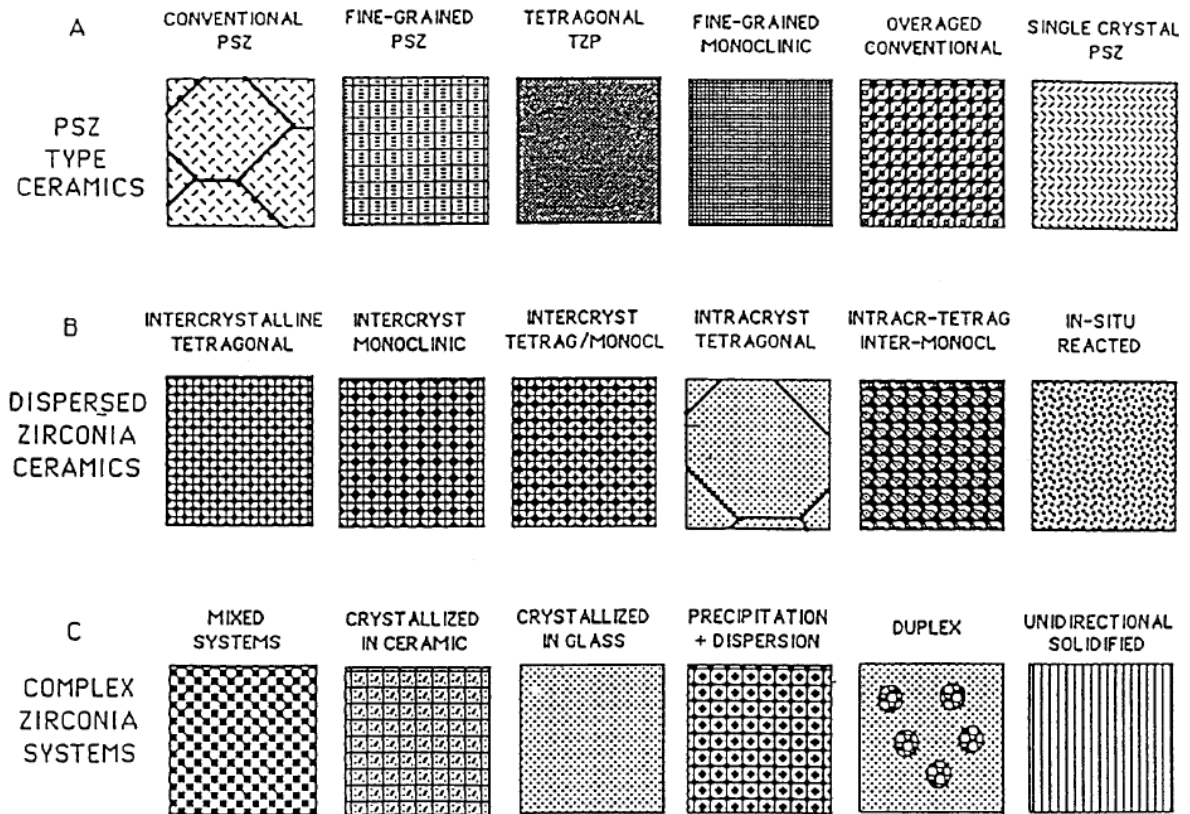 A
CONVENTIONAL
PSZ
FINE-GRAINED
PSZ
TETRAGONAL
TZP
FINE-GRAINED
MONOCLINIC
OVERAGED
CONVENTIONAL
SINGLE CRYSTAL
PSZ
PSZ
TYPE
CERAMICS
B
INTERCRYSTALLINE
TETRAGONAL
INTERCRYST
MONOCLINIC
INTERCRYST
TETRAG/MONOCL
INTRACRYST
TETRAGONAL
INTRACR-TETRAG
INTER-MONOCL
IN-SITU
REACTED
DISPERSED
ZIRCONIA
CERAMICS
C
MIXED
SYSTEMS
CRYSTALLIZED
IN CERAMIC
CRYSTALLIZED
IN GLASS
PRECIPITATION
+ DISPERSION
DUPLEX
UNIDIRECTIONAL
SOLIDIFIED
COMPLEX
ZIRCONIA
SYSTEMS